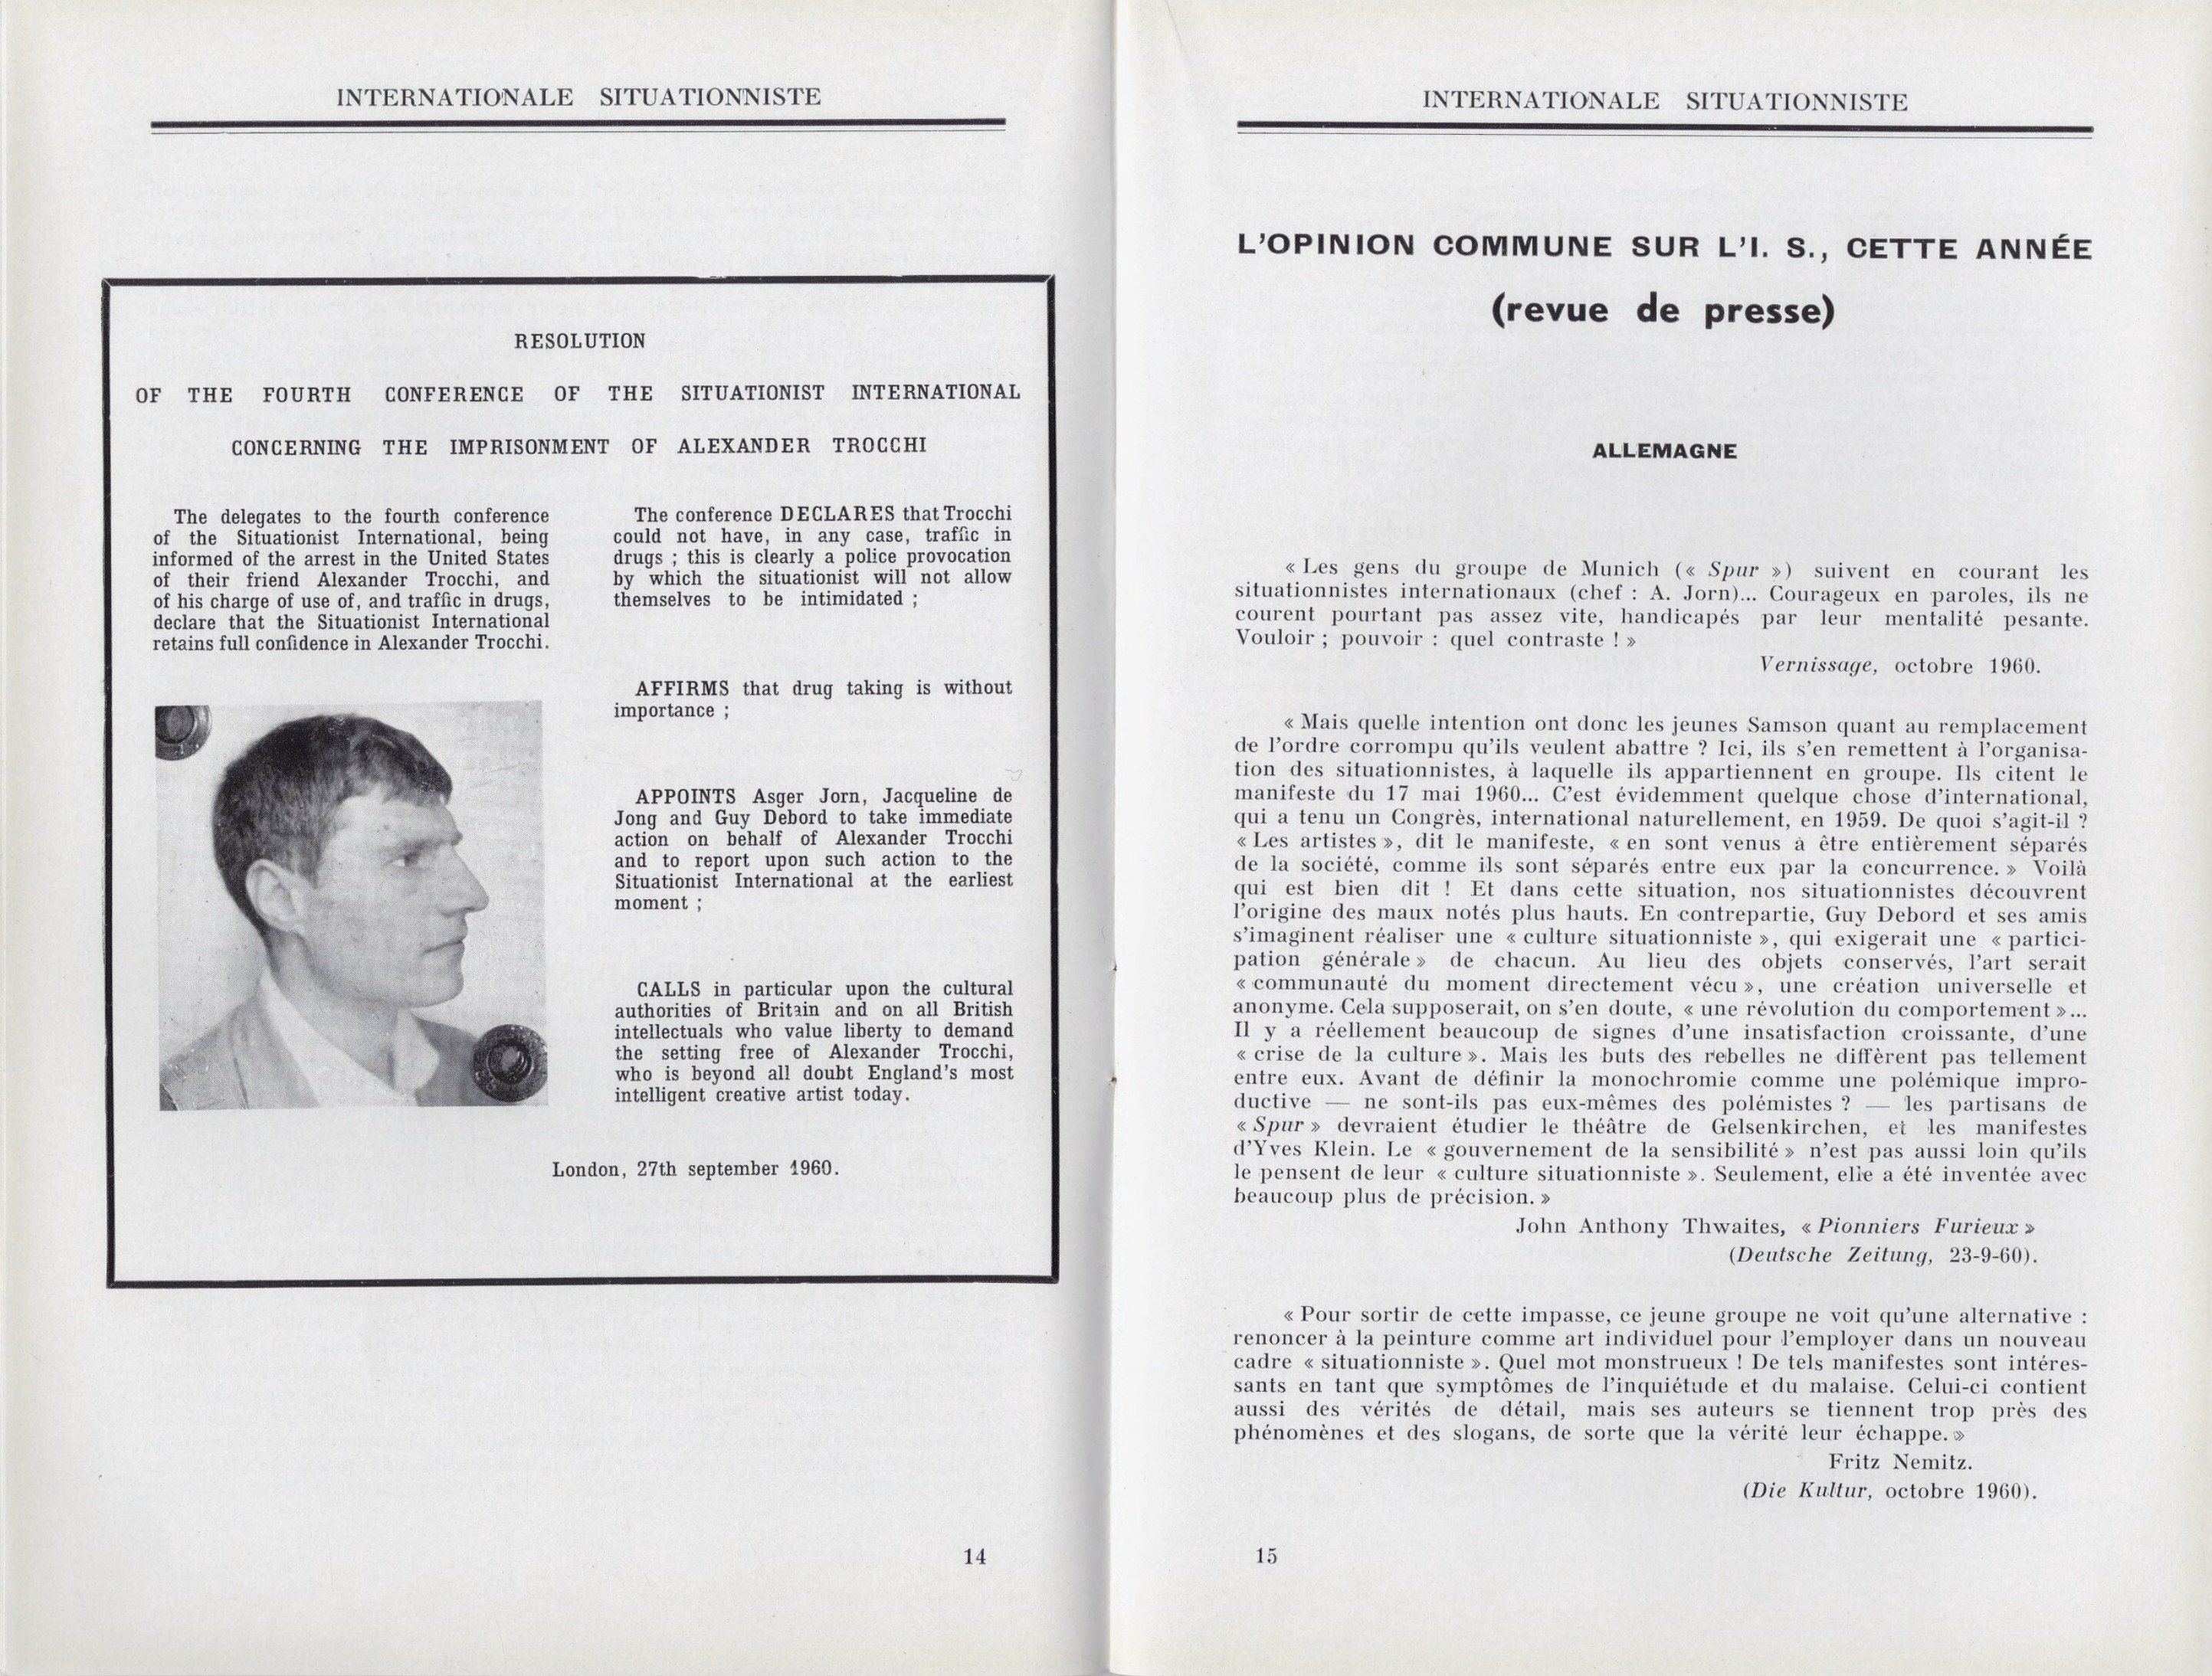 INTERNATIONALE SITUATIONNISTE
RESOLUTION
OF THE FOURTH CONFERENCE OF THE SITUATIONIST INTERNATIONAL
CONCERNING THE IMPRISONMENT OF ALEXANDER TROCCHI
The delegates to the fourth conference
of the Situationist International, being
informed of the arrest in the United States
of their friend Alexander Trocchi, and
of his charge of use of, and traffic in drugs,
declare that the Situationist International
retains full confidence in Alexander Trocchi.
The conference DECLARES that Trocchi
could not have, in any case, traffic in
drugs ; this is clearly a police provocation
by which the situationist will not allow
themselves to be intimidated ;
AFFIRMS that drug taking is without
importance ;
APPOINTS Asger Jorn, Jacqueline de
Jong and Guy Debord to take immediate
action on behalf of Alexander Trocchi
and to report upon such action to the
Situationist International at the earliest
moment ;
CALLS in particular upon the cultural
authorities of Britain and on all British
intellectuals who value liberty to demand
the setting free of Alexander Trocchi,
who is beyond all doubt England's most
intelligent creative artist today.
London, 27th september 1960.
14
INTERNATIONALE SITUATIONNISTE
L'OPINION COMMUNE SUR L'I. S., CETTE ANNÉE
(revue de presse)
ALLEMAGNE
« Les gens du groupe de Munich (« Spur ») suivent en courant les
situationnistes internationaux (chef : A. Jorn)... Courageux en paroles, ils ne
courent pourtant pas assez vite, handicapés par leur mentalité pesante.
Vouloir ; pouvoir : quel contraste ! »
Vernissage, octobre 1960.
« Mais quelle intention ont donc les jeunes Samson quant au remplacement
de l'ordre corrompu qu'ils veulent abattre ? Ici, ils s'en remettent à l'organisa-
tion des situationnistes, à laquelle ils appartiennent en groupe. Ils citent le
manifeste du 17 mai 1960... C'est évidemment quelque chose d'international,
qui a tenu un Congrès, international naturellement, en 1959. De quoi s'agit-il ?
« Les artistes », dit le manifeste, « en sont venus à être entièrement séparés
de la société, comme ils sont séparés entre eux par la concurrence. » Voilà
qui est bien dit ! Et dans cette situation, nos situationnistes découvrent
l'origine des maux notés plus hauts. En contrepartie, Guy Debord et ses amis
s'imaginent réaliser une « culture situationniste », qui exigerait une « partici-
pation générale » de chacun. Au lieu des objets conservés, l'art serait
« communauté du moment directement vécu », une création universelle et
anonyme. Cela supposerait, on s'en doute, « une révolution du comportement »...
Il y a réellement beaucoup de signes d'une insatisfaction croissante, d'une
« crise de la culture ». Mais les buts des rebelles ne diffèrent pas tellement
entre eux. Avant de définir la monochromie comme une polémique impro-
ductive — ne sont-ils pas eux-mêmes des polémistes ? — les partisans de
« Spur » devraient étudier le théâtre de Gelsenkirchen, et les manifestes
d'Yves Klein. Le « gouvernement de la sensibilité » n'est pas aussi loin qu'ils
le pensent de leur « culture situationniste ». Seulement, elle a été inventée avec
beaucoup plus de précision. »
John Anthony Thwaites, « Pionniers Furieux »
(Deutsche Zeitung, 23-9-60).
« Pour sortir de cette impasse, ce jeune groupe ne voit qu'une alternative :
renoncer à la peinture comme art individuel pour l'employer dans un nouveau
cadre « situationniste ». Quel mot monstrueux ! De tels manifestes sont intéres-
sants en tant que symptômes de l'inquiétude et du malaise. Celui-ci contient
aussi des vérités de détail, mais ses auteurs se tiennent trop près des
phénomènes et des slogans, de sorte que la vérité leur échappe. »
Fritz Nemitz.
(Die Kultur, octobre 1960).
15